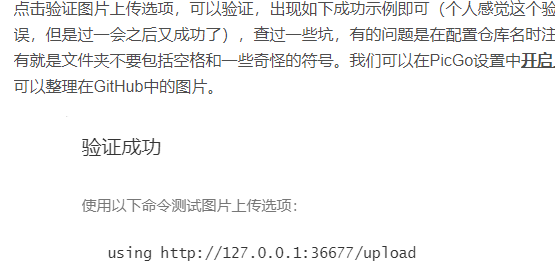 点击验证图片上传选项，可以验证，出现如下成功示例即可（个人感觉这个验
误，但是过一会之后又成功了），查过一些坑，有的问题是在配置仓库名时注
有就是文件夹不要包括空格和一些奇怪的符号。我们可以在PicGo设置中开启
可以整理在GitHub中的图片。
验证成功
使用以下命令测试图片上传选项：
using http://127.0.0.1:36677/upload